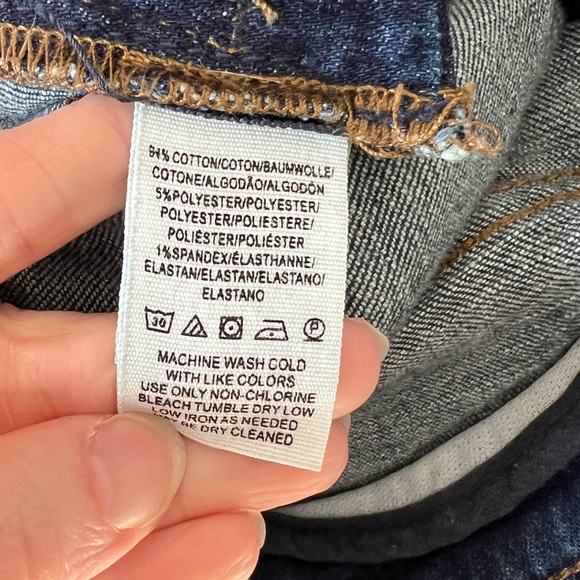 94% COTTON/COTON/BAUMWOLLE/
COTONE/ALGODÃO/ALGODÓN
5%POLYESTER/POLYESTER/
POLYESTER/POLIESTERE/
POLIÉSTER/POLIÉSTER
1%SPANDEX/ÉLASTHANNE/
ELASTAN/ELASTAN/ELASTANO/
ELASTANO
30 P
MACHINE WASH COLD
WITH LIKE COLORS
USE ONLY NON-CHLORINE
BLEACH TUMBLE DRY LOW
LOW IRON AS NEEDED
BE DRY CLEANED